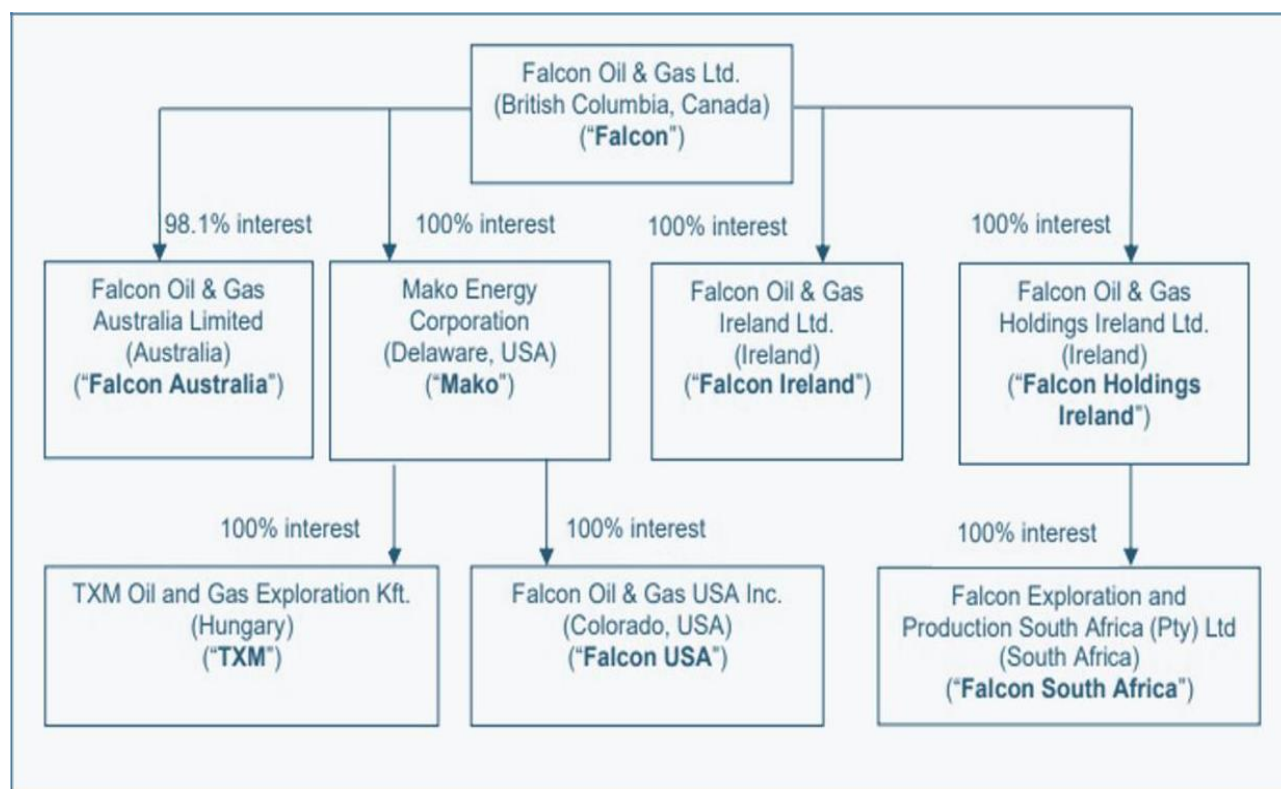 Falcon Oil & Gas Ltd.
(British Columbia, Canada)
("Falcon")
98.1% interest
100% interest
100% interest
100% interest
Falcon Oil & Gas
Australia Limited
(Australia)
("Falcon Australia")
Mako Energy
Corporation
(Delaware, USA)
("Mako")
Falcon Oil & Gas
Ireland Ltd.
(Ireland)
("Falcon Ireland")
Falcon Oil & Gas
Holdings Ireland Ltd.
(Ireland)
("Falcon Holdings
Ireland")
100% interest
100% interest
100% interest
TXM Oil and Gas Exploration Kft.
(Hungary)
("TXM")
Falcon Oil & Gas USA Inc.
(Colorado, USA)
("Falcon USA")
Falcon Exploration and
Production South Africa (Pty) Ltd
(South Africa)
("Falcon South Africa")